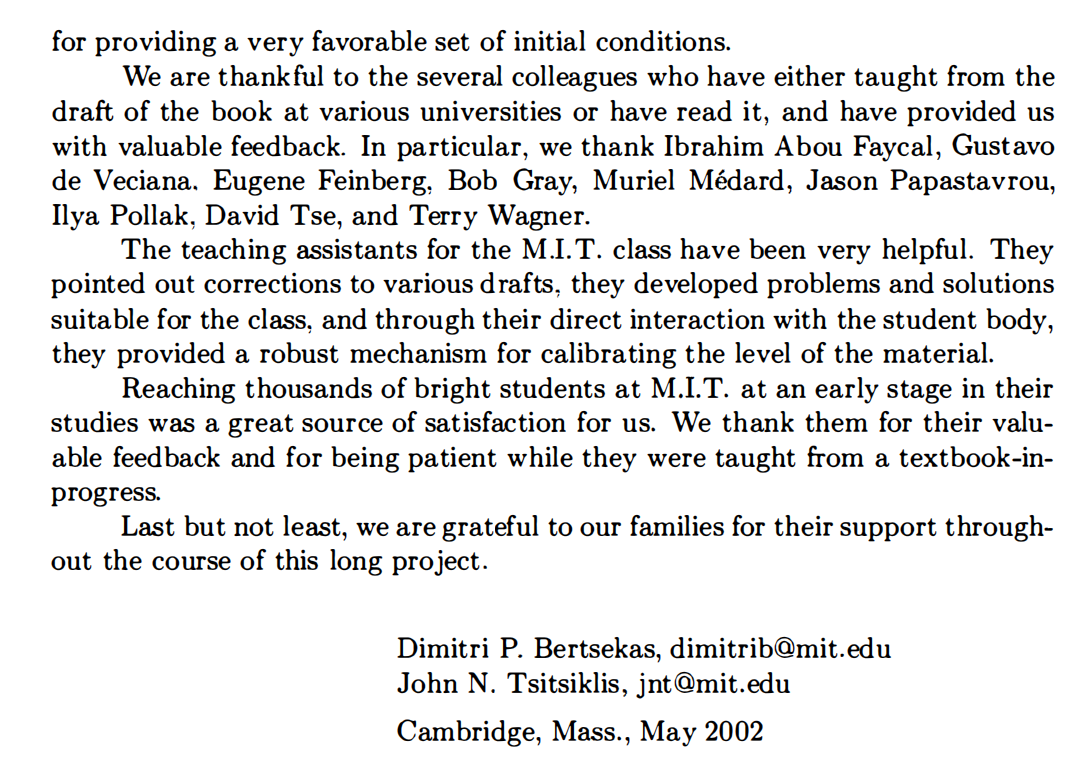 for providing a very favorable set of initial conditions.
We are thankful to the several colleagues who have either taught from the
draft of the book at various universities or have read it, and have provided us
with valuable feedback. In particular, we thank Ibrahim Abou Faycal, Gustavo
de Veciana. Eugene Feinberg, Bob Gray, Muriel Médard, Jason Papastavrou,
Ilya Pollak, David Tse, and Terry Wagner.
The teaching assistants for the M.I.T. class have been very helpful. They
pointed out corrections to various drafts, they developed problems and solutions
suitable for the class, and through their direct interaction with the student body,
they provided a robust mechanism for calibrating the level of the material.
Reaching thousands of bright students at M.I.T. at an early stage in their
studies was a great source of satisfaction for us. We thank them for their valu-
able feedback and for being patient while they were taught from a textbook-in-
progress.
Last but not least, we are grateful to our families for their support through-
out the course of this long project.
Dimitri P. Bertsekas, dimitrib@mit.edu
John N. Tsitsiklis, jnt@mit.edu
Cambridge, Mass., May 2002